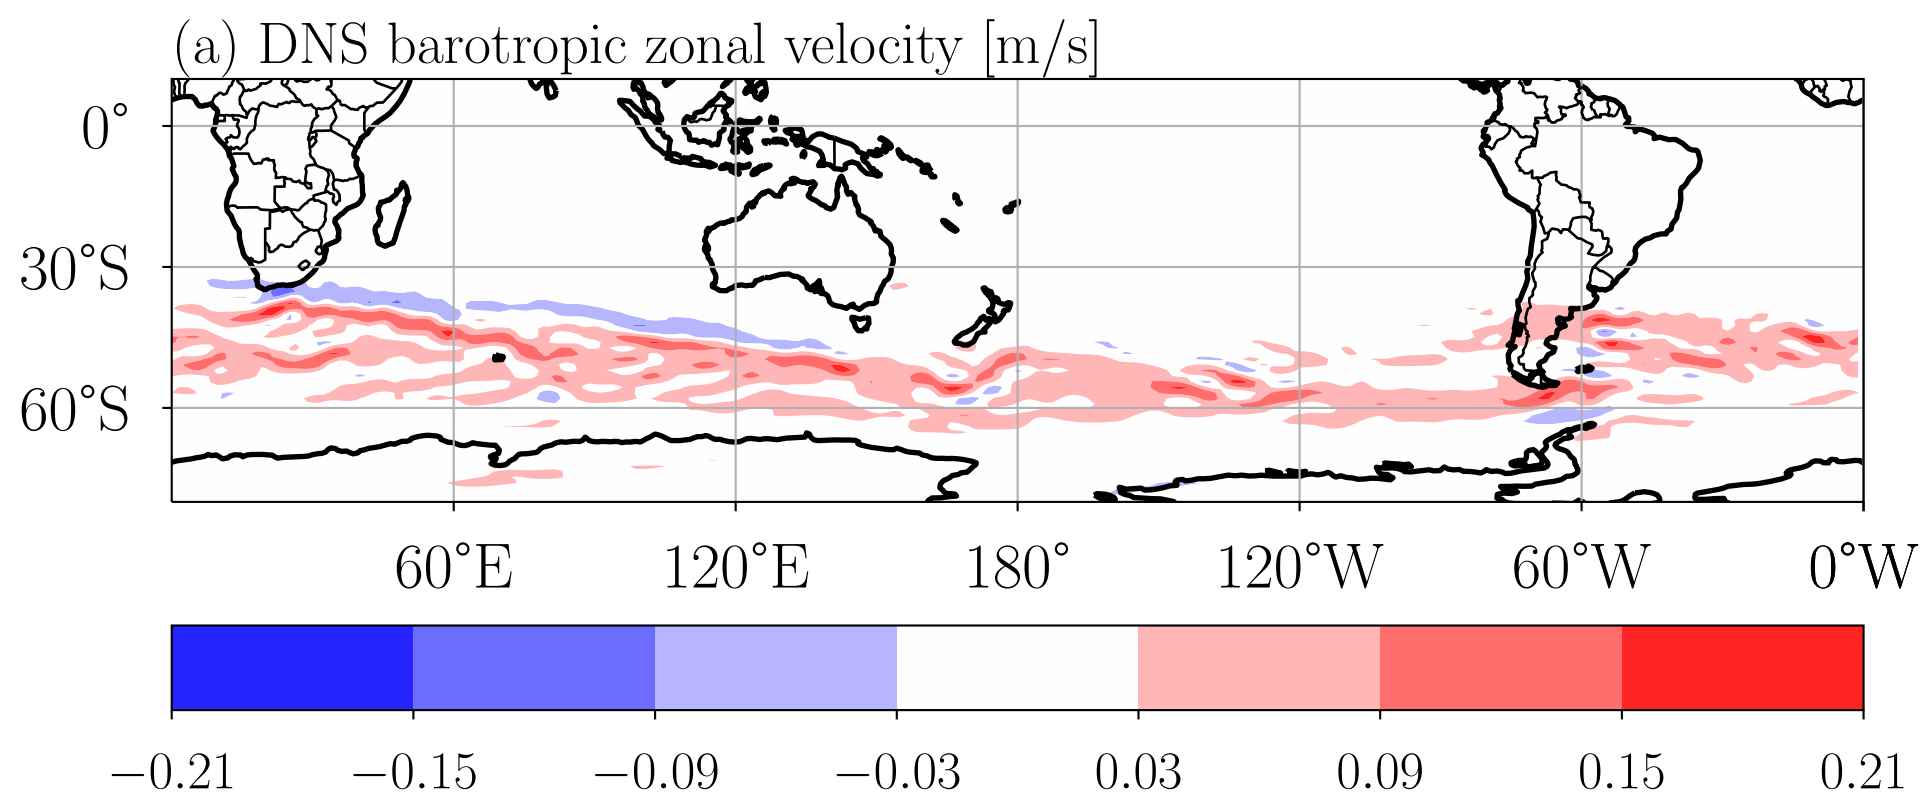 (a) DNS barotropic zonal velocity [m/s]
0°
30°S
60°S
60°E 120°E 180° 120°W 60°W 0°W
−0.21 −0.15 −0.09 −0.03 0.03 0.09 0.15 0.21